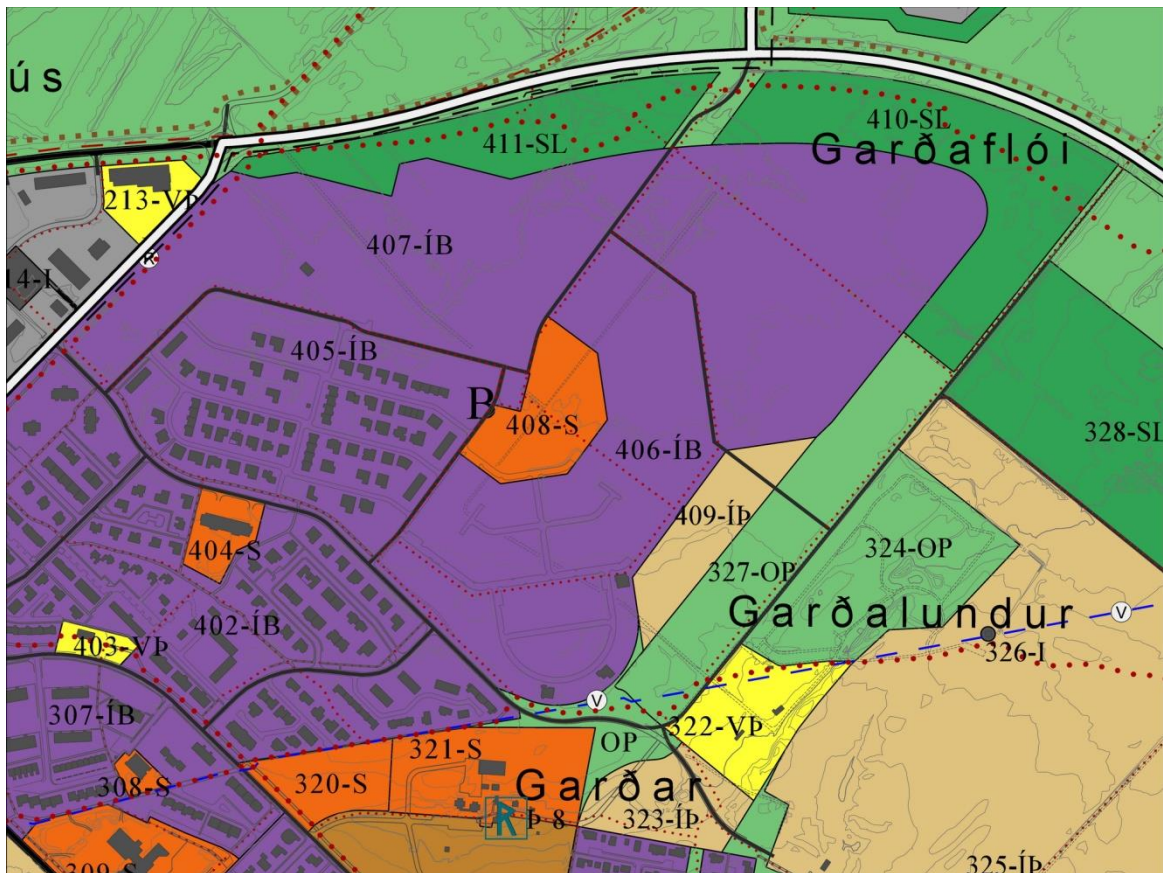 ús
411-SL
410-SL
Garðaflói
213-VÞ
407-ÍB
R
14-I
405-ÍB
B
408-S
406-ÍB
328-SL
409-ÍÞ
404-S
324-OP
327-OP
Garðalundur
V
402-ÍB
403-VÞ
326-I
307-ÍB
V
322-VÞ
OP
321-S
308-S
320-S
Garðar
Þ-8
323-ÍÞ
309-S
325-ÍÞ